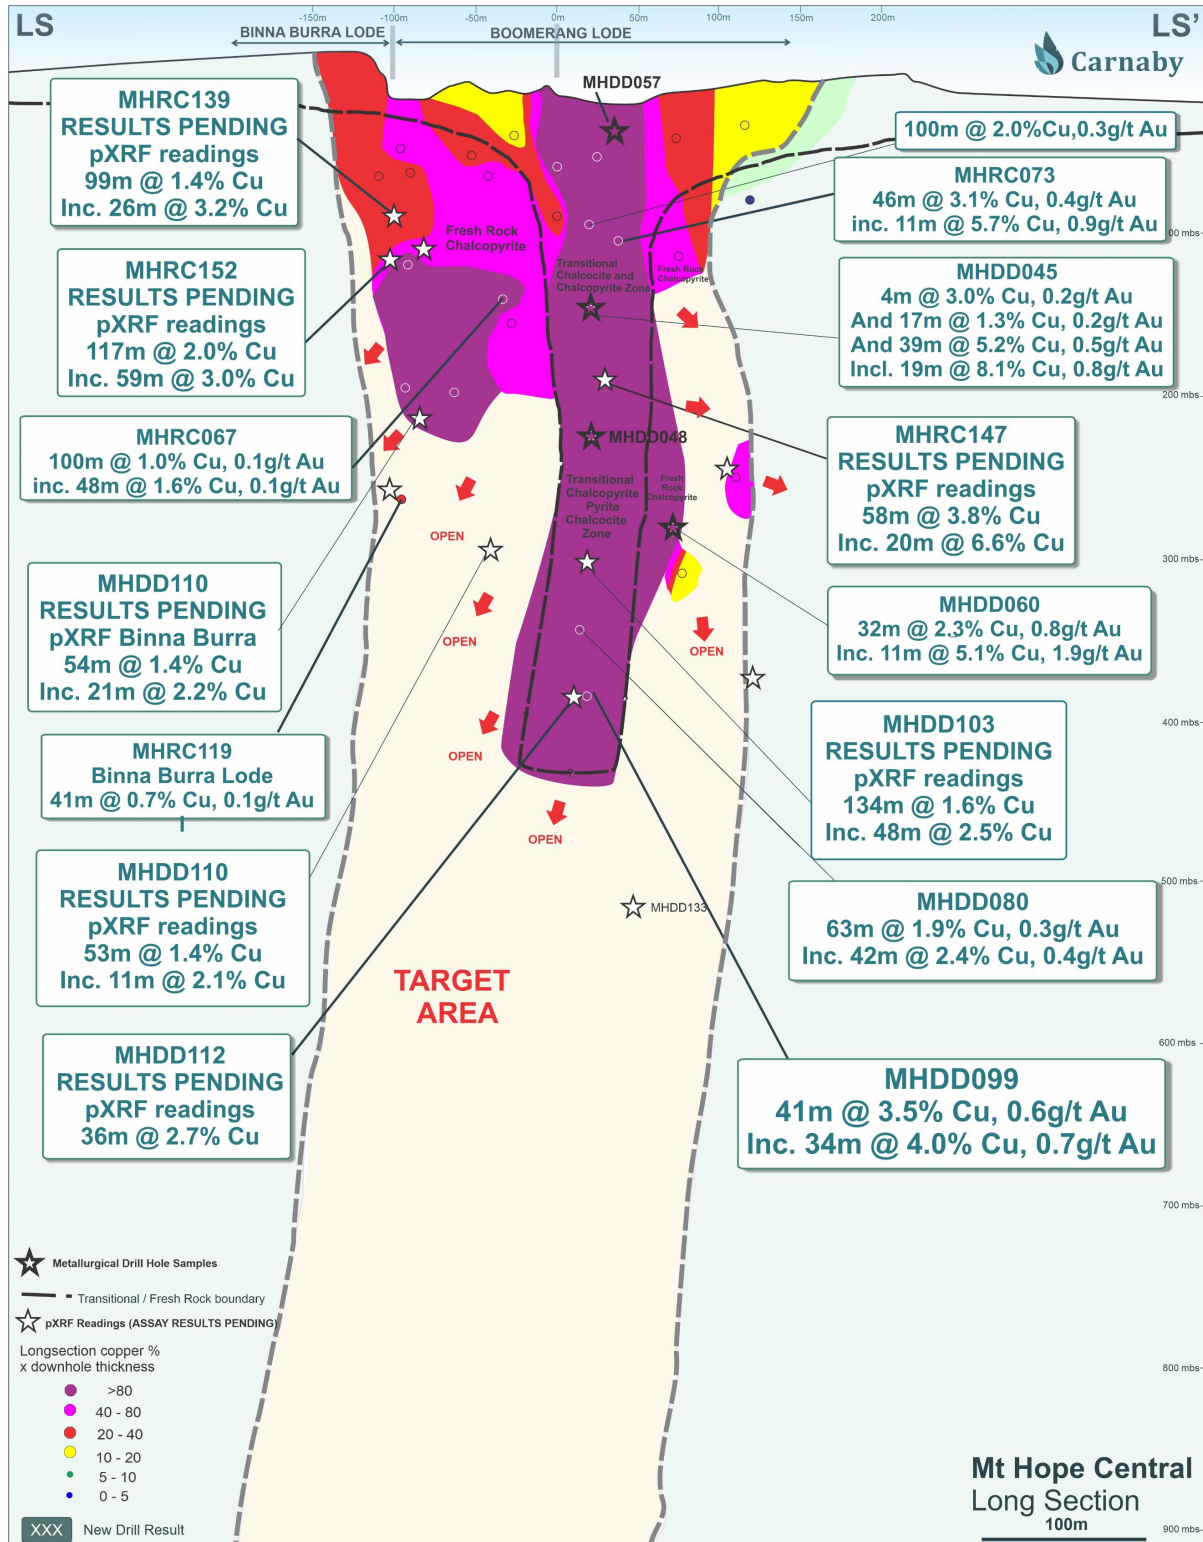 LS
LS'
-150m
-100m
-50m
0m
50m
100m
150m
200m
BINNA BURRA LODE
BOOMERANG LODE
Carnaby
MHDD057
MHRC139
RESULTS PENDING
pXRF readings
99m @ 1.4% Cu
Inc. 26m @ 3.2% Cu
100m @ 2.0%Cu,0.3g/t Au
MHRC073
46m @ 3.1% Cu, 0.4g/t Au
inc. 11m @ 5.7% Cu, 0.9g/t Au
00 mbs
Fresh Rock
Chalcopyrite
Transitional
Chalcocite and
Chalcopyrite Zone
Fresh Rock
Chalcopyrite
MHRC152
RESULTS PENDING
pXRF readings
117m @ 2.0% Cu
Inc. 59m @ 3.0% Cu
MHDD045
4m @ 3.0% Cu, 0.2g/t Au
And 17m @ 1.3% Cu, 0.2g/t Au
And 39m @ 5.2% Cu, 0.5g/t Au
Incl. 19m @ 8.1% Cu, 0.8g/t Au
200 mbs
MHRC067
100m @ 1.0% Cu, 0.1g/t Au
inc. 48m @ 1.6% Cu, 0.1g/t Au
MHDD048
MHRC147
RESULTS PENDING
pXRF readings
58m @ 3.8% Cu
Inc. 20m @ 6.6% Cu
Transitional
Chalcopyrite
Pyrite
Chalcocite
Zone
Fresh
Rock
Chalcopyrite
OPEN
300 mbs
MHDD110
RESULTS PENDING
pXRF Binna Burra
54m @ 1.4% Cu
Inc. 21m @ 2.2% Cu
MHDD060
32m @ 2.3% Cu, 0.8g/t Au
Inc. 11m @ 5.1% Cu, 1.9g/t Au
OPEN
OPEN
MHRC119
Binna Burra Lode
41m @ 0.7% Cu, 0.1g/t Au
MHDD103
RESULTS PENDING
pXRF readings
134m @ 1.6% Cu
Inc. 48m @ 2.5% Cu
400 mbs
OPEN
?
OPEN
MHDD110
RESULTS PENDING
pXRF readings
53m @ 1.4% Cu
Inc. 11m @ 2.1% Cu
500 mbs
MHDD133
MHDD080
63m @ 1.9% Cu, 0.3g/t Au
Inc. 42m @ 2.4% Cu, 0.4g/t Au
TARGET
AREA
600 mbs
MHDD112
RESULTS PENDING
pXRF readings
36m @ 2.7% Cu
MHDD099
41m @ 3.5% Cu, 0.6g/t Au
Inc. 34m @ 4.0% Cu, 0.7g/t Au
700 mbs
Metallurgical Drill Hole Samples
Transitional / Fresh Rock boundary
pXRF Readings (ASSAY RESULTS PENDING)
Longsection copper %
x downhole thickness
>80
40 - 80
20 - 40
10 - 20
5 - 10
0 - 5
XXX New Drill Result
800 mbs
Mt Hope Central
Long Section
100m
900 mbs